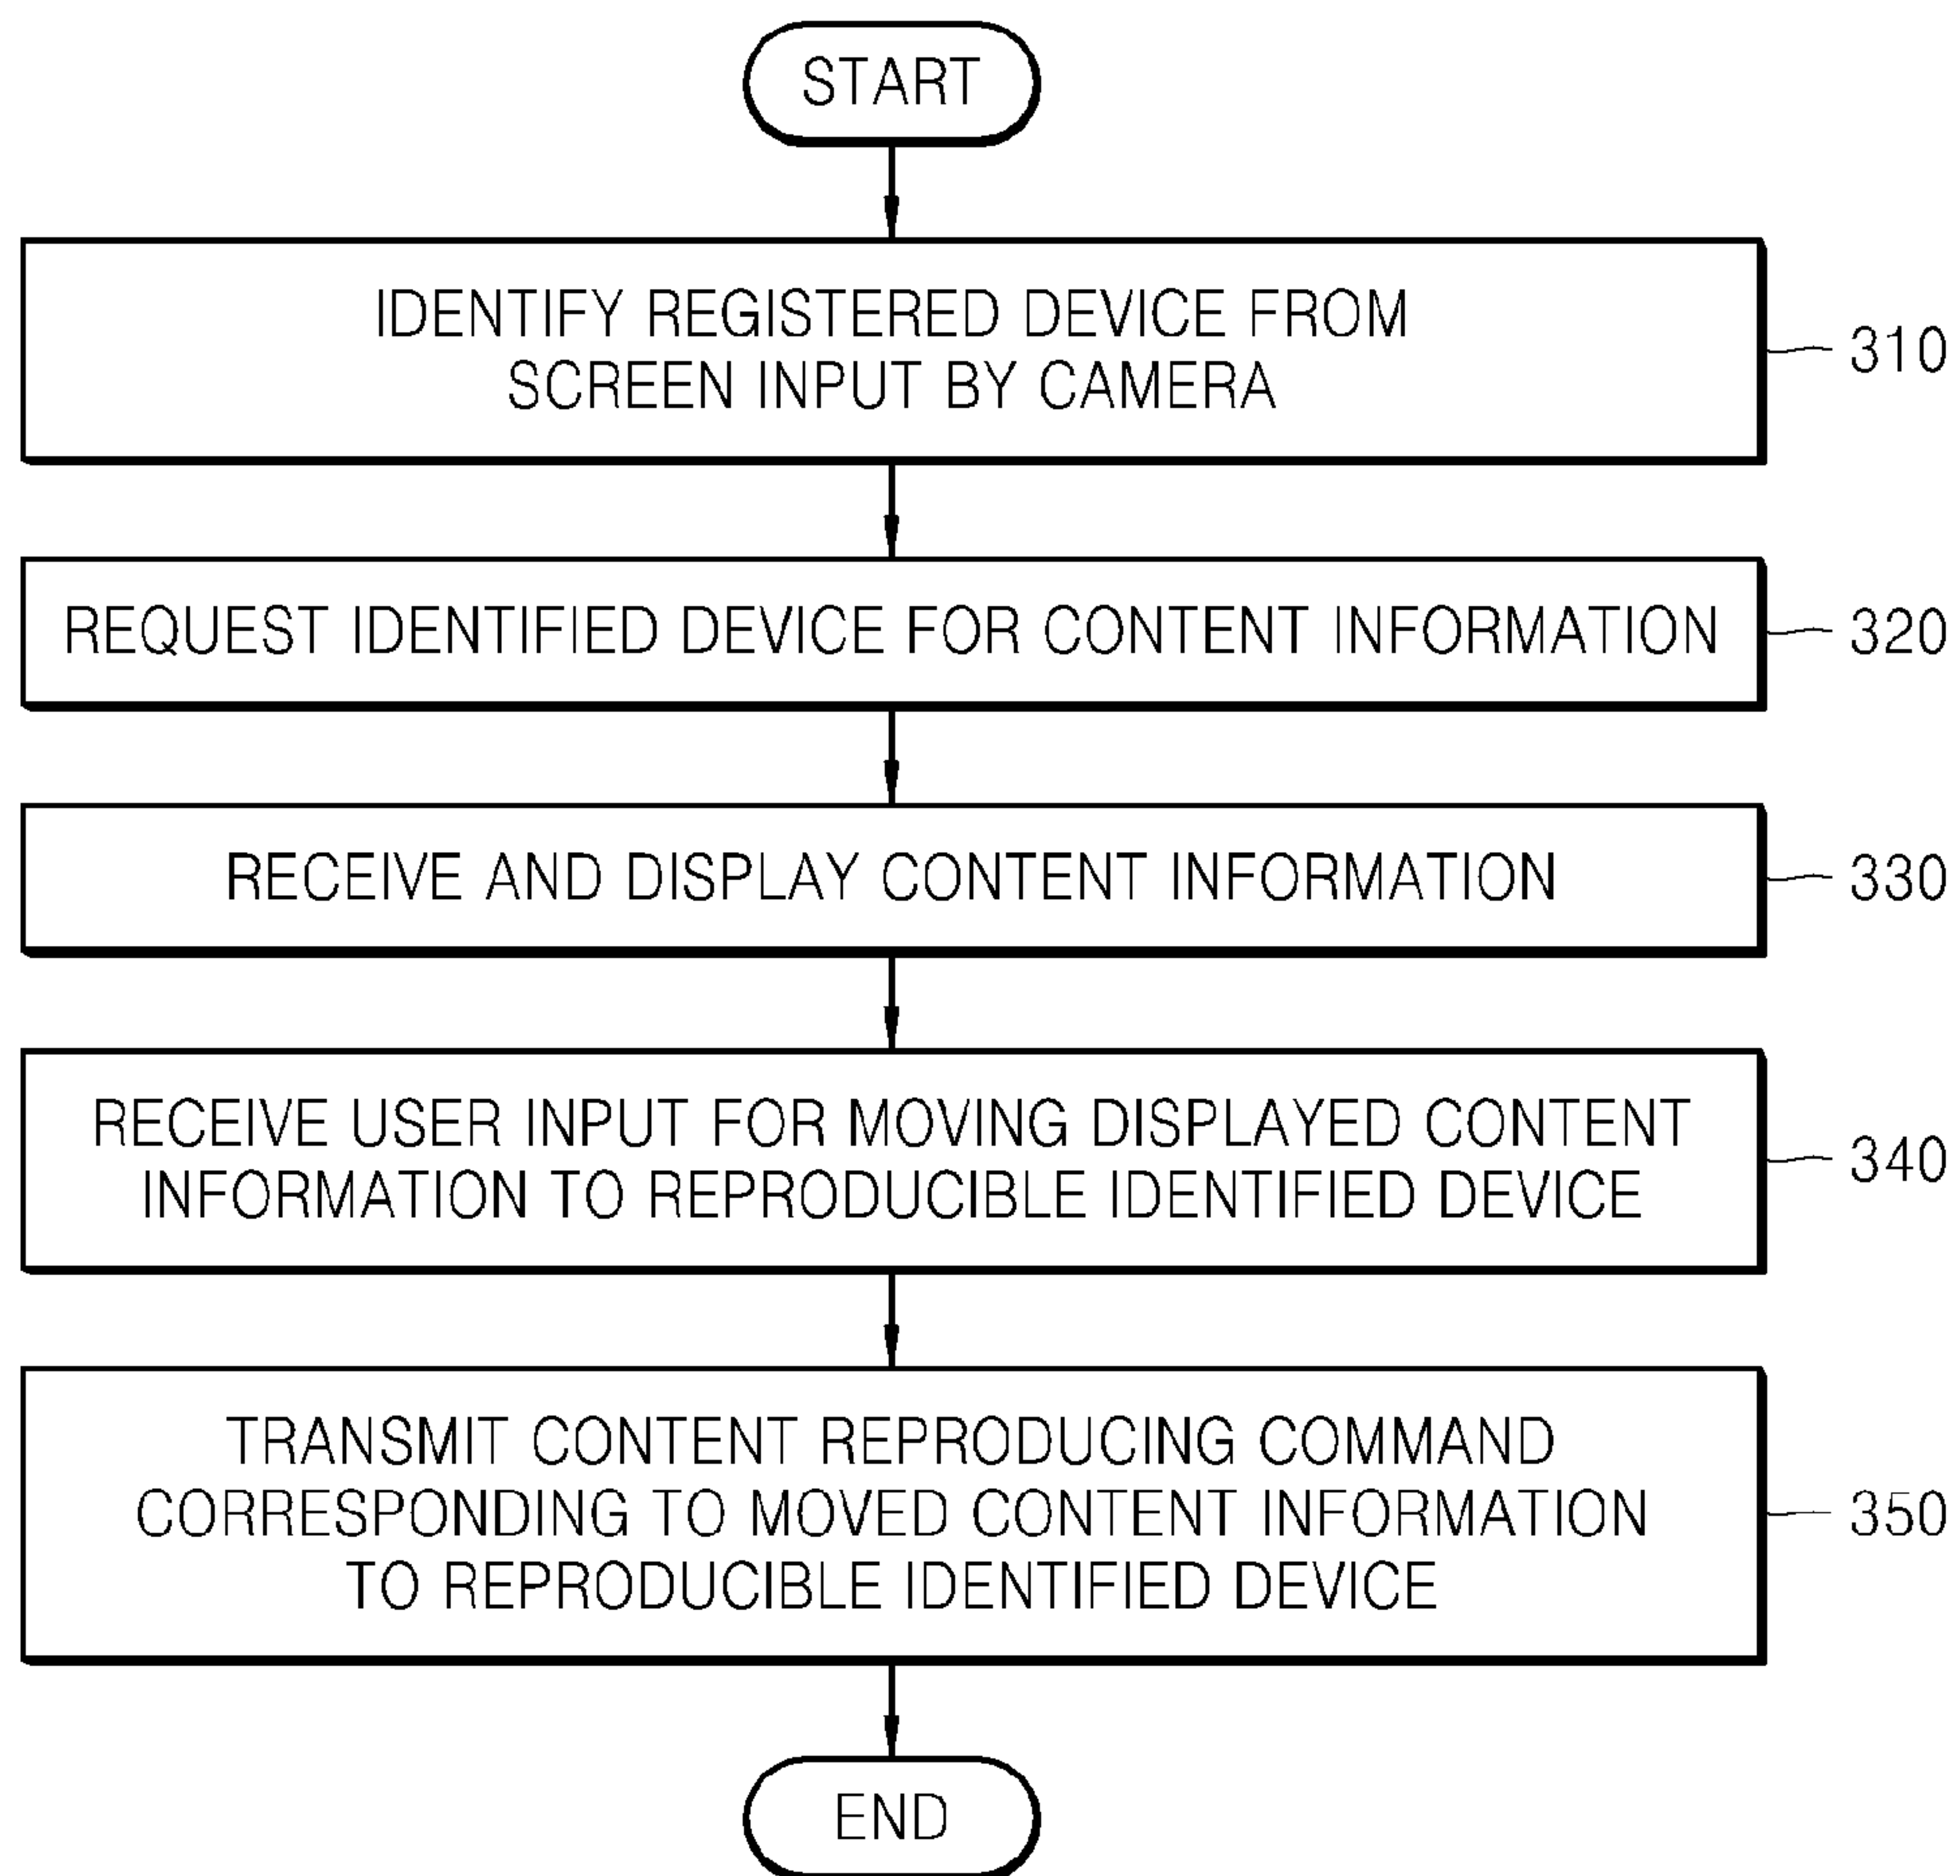 START
IDENTIFY REGISTERED DEVICE FROM
SCREEN INPUT BY CAMERA
310
REQUEST IDENTIFIED DEVICE FOR CONTENT INFORMATION
320
RECEIVE AND DISPLAY CONTENT INFORMATION
330
RECEIVE USER INPUT FOR MOVING DISPLAYED CONTENT
INFORMATION TO REPRODUCIBLE IDENTIFIED DEVICE
340
TRANSMIT CONTENT REPRODUCING COMMAND
CORRESPONDING TO MOVED CONTENT INFORMATION
TO REPRODUCIBLE IDENTIFIED DEVICE
350
END